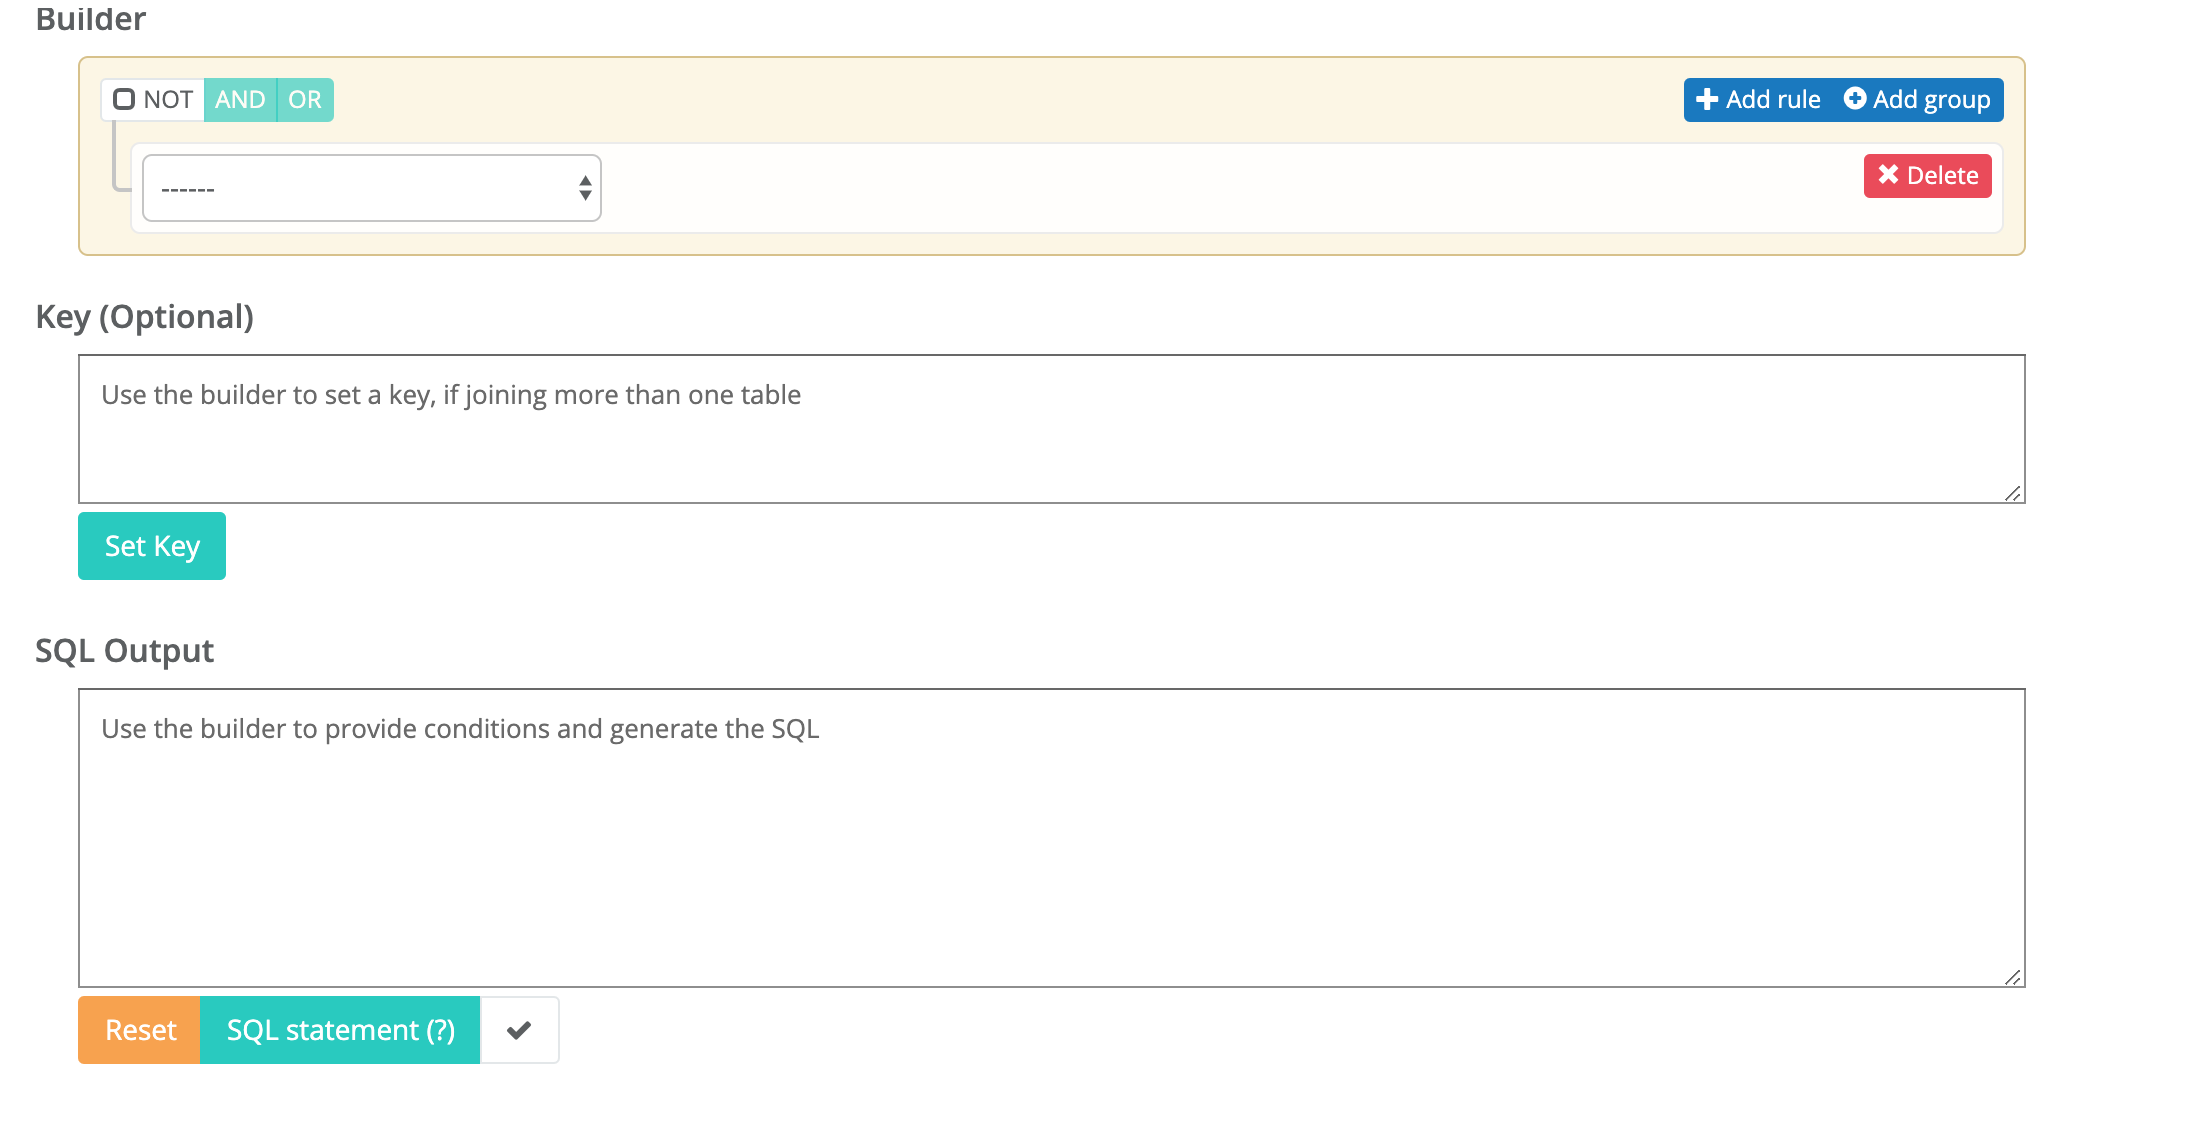 Builder
NOT AND OR
Add rule Add group
------
Delete
Key (Optional)
Use the builder to set a key, if joining more than one table
Set Key
SQL Output
Use the builder to provide conditions and generate the SQL
Reset SQL statement (?)